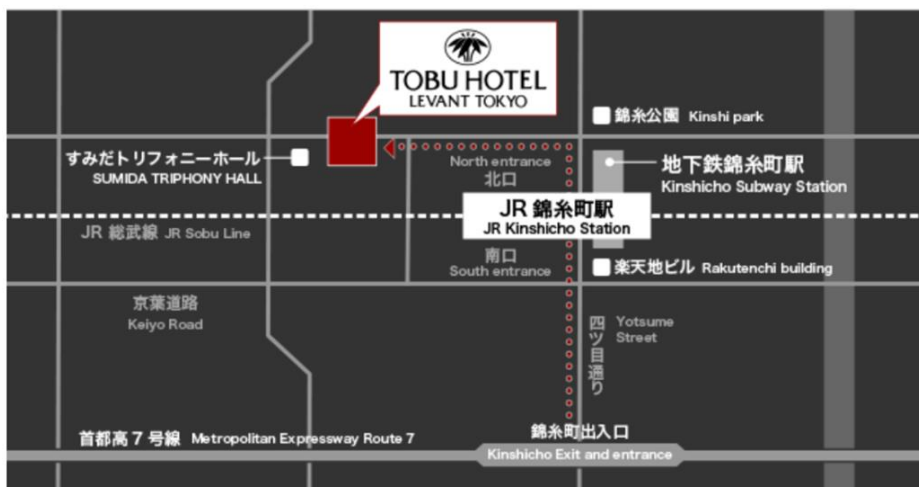 TOBU HOTEL
LEVANT TOKYO
錦糸公園 Kinshi park
すみだトリフォニーホール
SUMIDA TRIPHONY HALL
North entrance
北口
地下鉄錦糸町駅
Kinshicho Subway Station
JR 錦糸町駅
JR Kinshicho Station
JR 総武線 JR Sobu Line
南口
South entrance
楽天地ビル Rakutenchi building
京葉道路
Keiyo Road
四ツ目通り
Yotsume
Street
首都高7号線 Metropolitan Expressway Route 7
錦糸町出入口
Kinshicho Exit and entrance